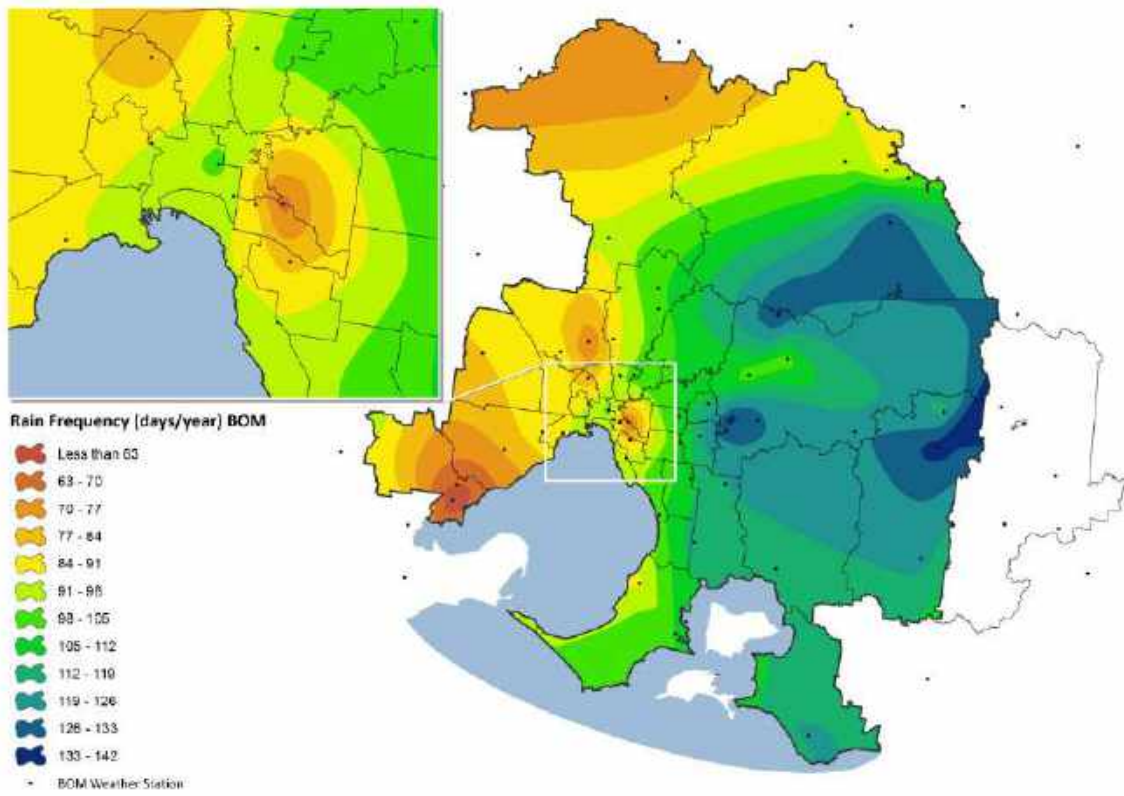 Rain Frequency (days/year) BOM
Less than 63
63 - 70
70 - 77
77 - 84
84 - 91
91 - 98
98 - 105
105 - 112
112 - 119
119 - 126
126 - 133
133 - 142
BOM Weather Station